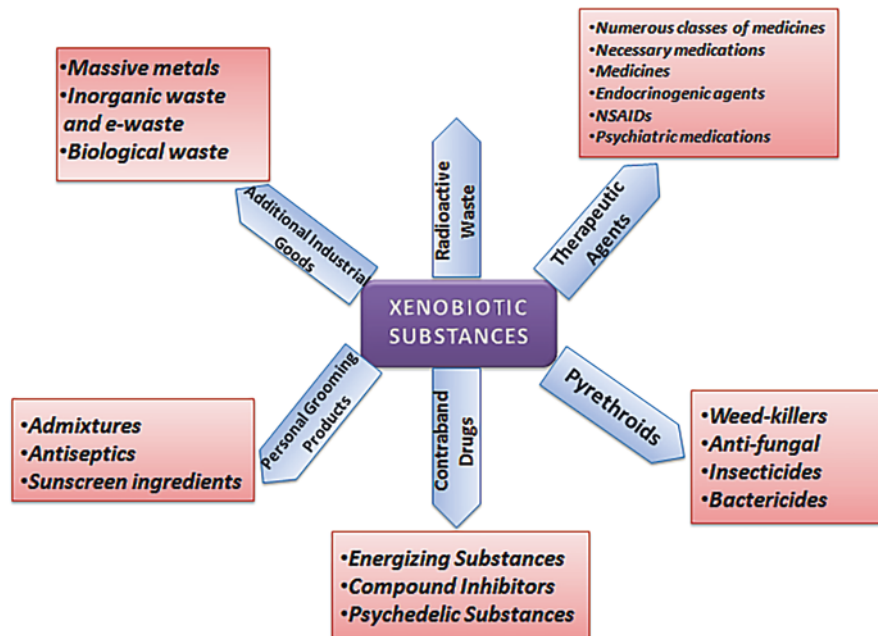 •Massive metals
•Inorganic waste
and e-waste
•Biological waste
•Numerous classes of medicines
•Necessary medications
•Medicines
•Endocrinogenic agents
•NSAIDs
•Psychiatric medications
Additional Industrial
Goods
Radioactive
Waste
Therapeutic
Agents
XENOBIOTIC
SUBSTANCES
Personal Grooming
Products
Contraband
Drugs
Pyrethroids
•Admixtures
•Antiseptics
•Sunscreen ingredients
•Weed-killers
•Anti-fungal
•Insecticides
•Bactericides
•Energizing Substances
•Compound Inhibitors
•Psychedelic Substances